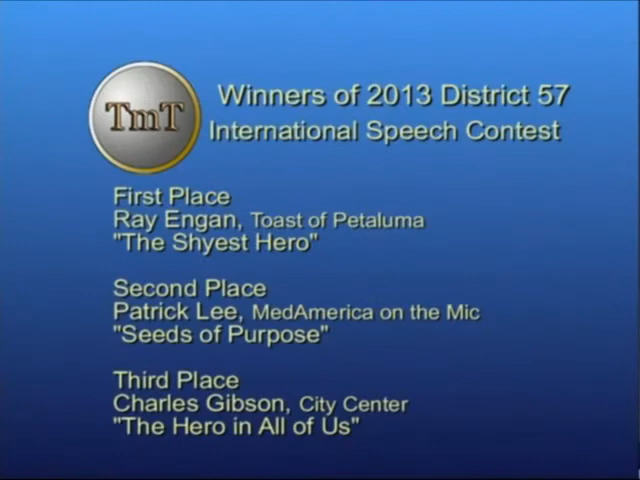 TmT
Winners of 2013 District 57
International Speech Contest
First Place
Ray Engan, Toast of Petaluma
"The Shyest Hero"
Second Place
Patrick Lee, MedAmerica on the Mic
"Seeds of Purpose"
Third Place
Charles Gibson, City Center
"The Hero in All of Us"